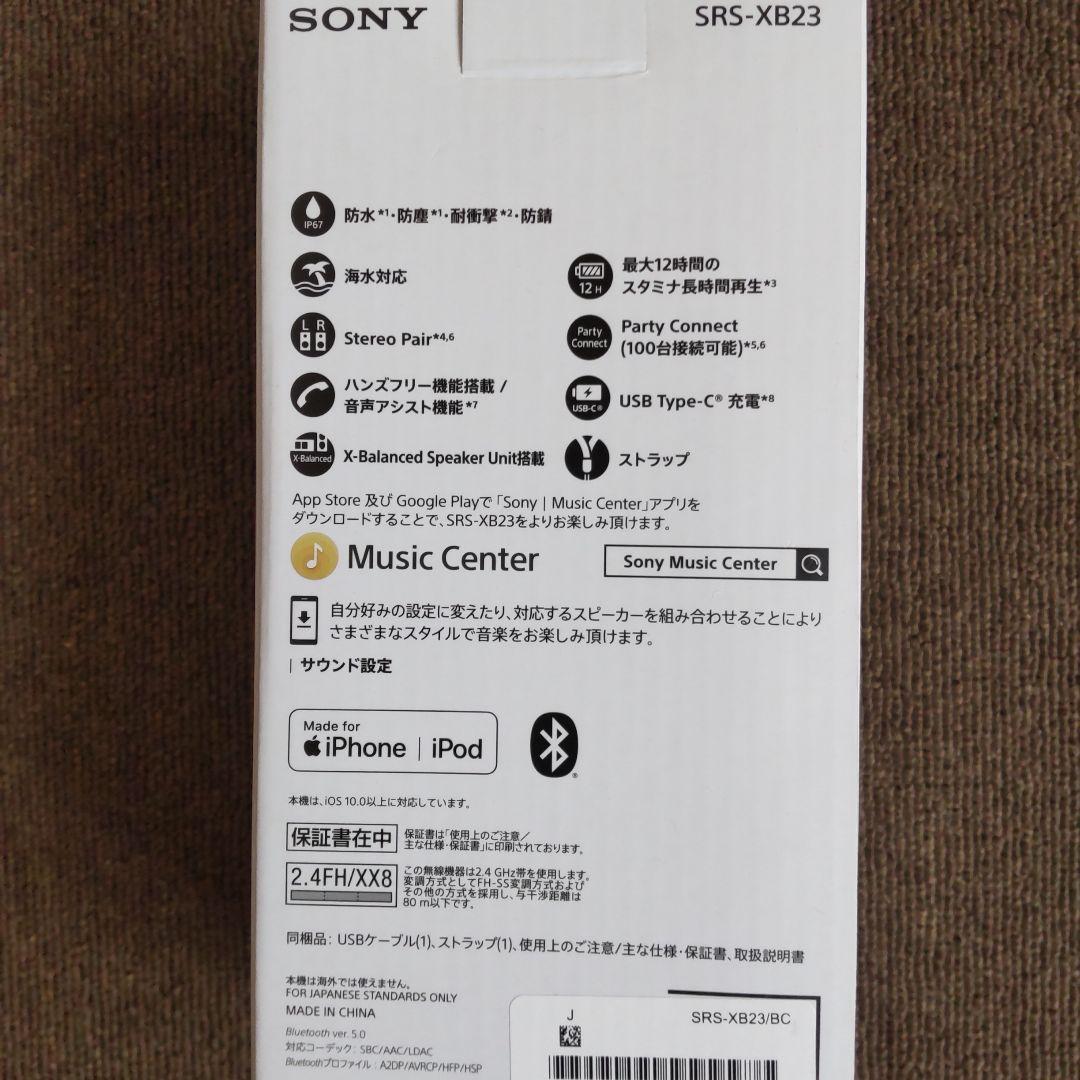 SONY
SRS-XB23
IP67
防水*1・防塵*1・耐衝撃*2・防錆
海水対応
12 H
最大12時間の
スタミナ長時間再生*3
L R
Stereo Pair*4,6
Party
Connect
Party Connect
(100台接続可能)*5,6
ハンズフリー機能搭載 /
音声アシスト機能*7
USB-C®
USB Type-C® 充電*8
X-Balanced
X-Balanced Speaker Unit搭載
ストラップ
App Store 及び Google Playで「Sony | Music Center」アプリを
ダウンロードすることで、SRS-XB23をよりお楽しみ頂けます。
Music Center
Sony Music Center
自分好みの設定に変えたり、対応するスピーカーを組み合わせることにより
さまざまなスタイルで音楽をお楽しみ頂けます。
| サウンド設定
Made for
iPhone | iPod
本機は、iOS 10.0以上に対応しています。
保証書在中
保証書は「使用上のご注意/
主な仕様・保証書」に印刷されております。
2.4FH/XX8
この無線機器は2.4 GHz帯を使用します。
変調方式としてFH-SS変調方式および
その他の方式を採用し、与干渉距離は
80 m以下です。
同梱品: USBケーブル(1)、ストラップ(1)、使用上のご注意/主な仕様・保証書、取扱説明書
本機は海外では使えません。
FOR JAPANESE STANDARDS ONLY
MADE IN CHINA
Bluetooth ver. 5.0
対応コーデック: SBC/AAC/LDAC
Bluetoothプロファイル: A2DP/AVRCP/HFP/HSP
J
SRS-XB23/BC